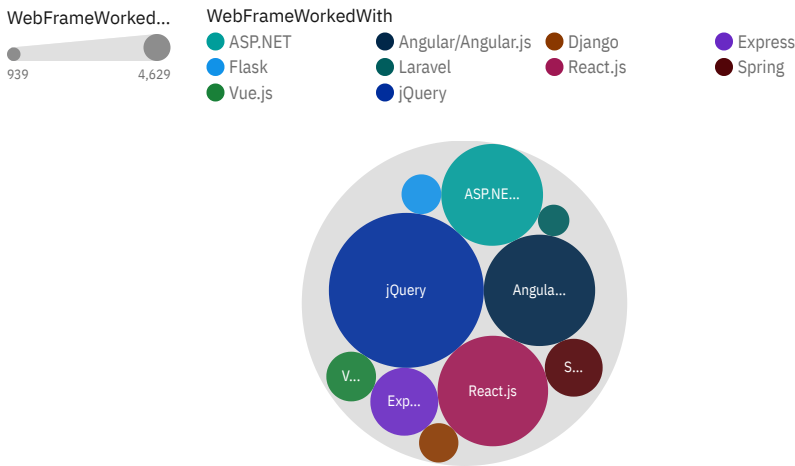 WebFrameWorked...
939
4,629
WebFrameWorkedWith
ASP.NET
Angular/Angular.js
Django
Express
Flask
Laravel
React.js
Spring
Vue.js
jQuery
ASP.NE...
jQuery
Angula...
S...
V...
Exp...
React.js